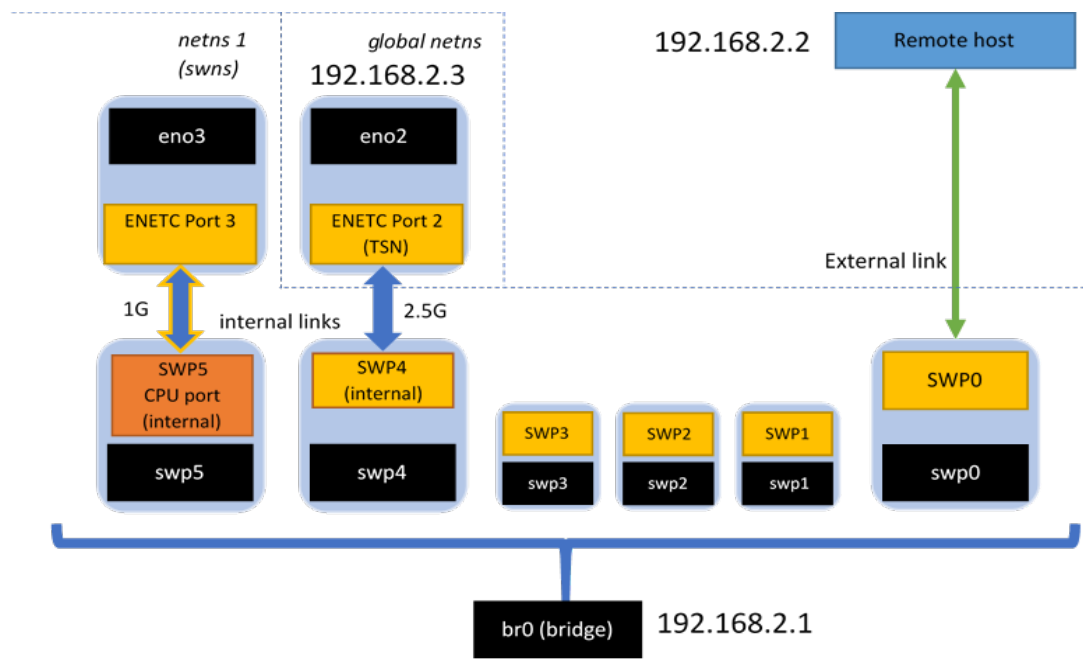 netns 1
(swns)
global netns
192.168.2.3
192.168.2.2
Remote host
eno3
eno2
ENETC Port 3
ENETC Port 2
(TSN)
External link
1G
internal links
2.5G
SWP5
CPU port
(internal)
SWP4
(internal)
SWP3
SWP2
SWP1
SWP0
swp5
swp4
swp3
swp2
swp1
swp0
br0 (bridge)
192.168.2.1